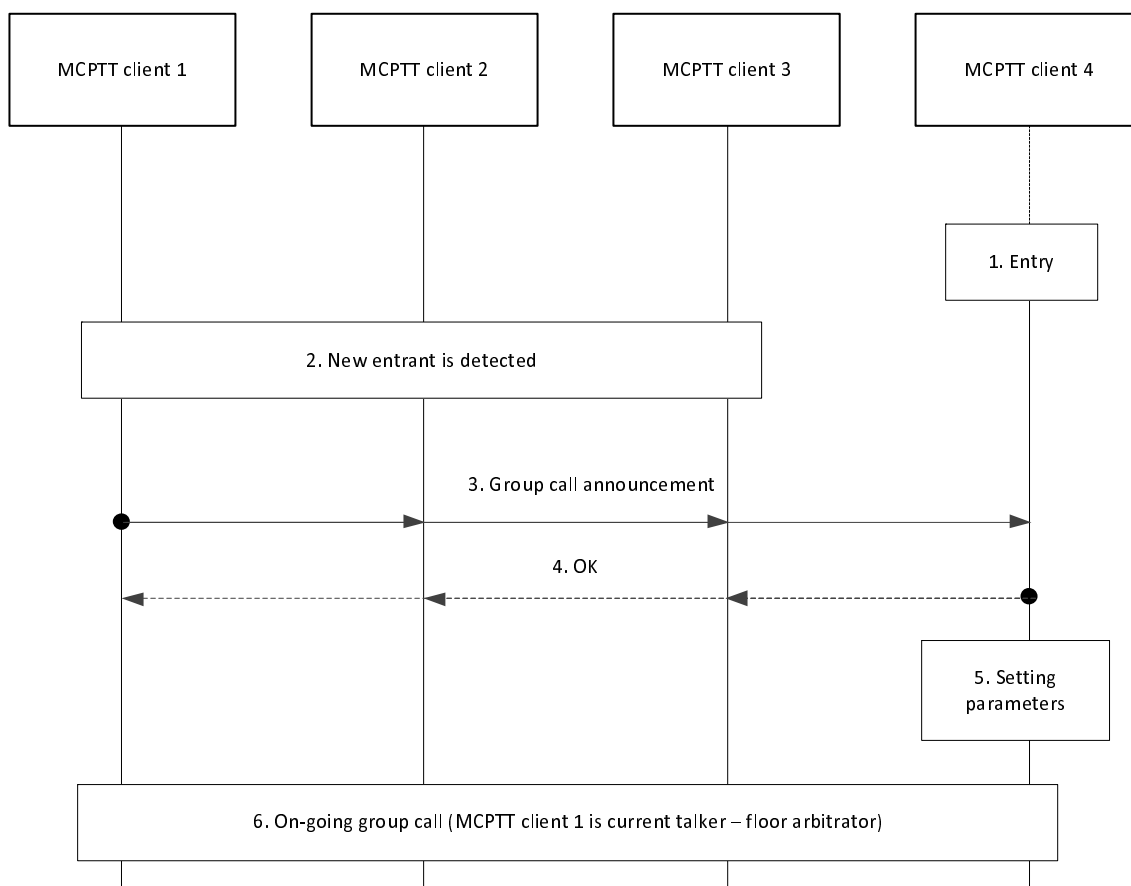 MCPTT client 1
MCPTT client 2
MCPTT client 3
MCPTT client 4
1. Entry
2. New entrant is detected
3. Group call announcement
4. OK
5. Setting
parameters
6. On-going group call (MCPTT client 1 is current talker – floor arbitrator)